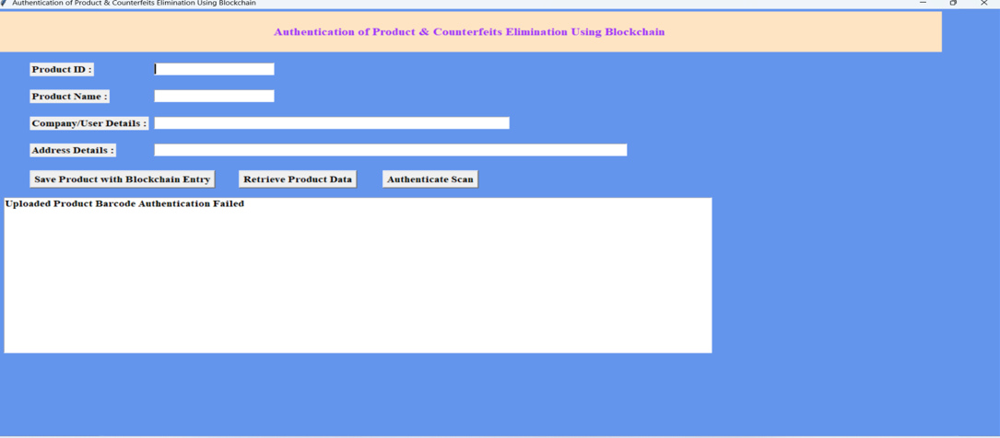 Authentication of Product & Counterfeits Elimination Using Blockchain
Authentication of Product & Counterfeits Elimination Using Blockchain
Product ID :
Product Name :
Company/User Details :
Address Details :
Save Product with Blockchain Entry Retrieve Product Data Authenticate Scan
Uploaded Product Barcode Authentication Failed